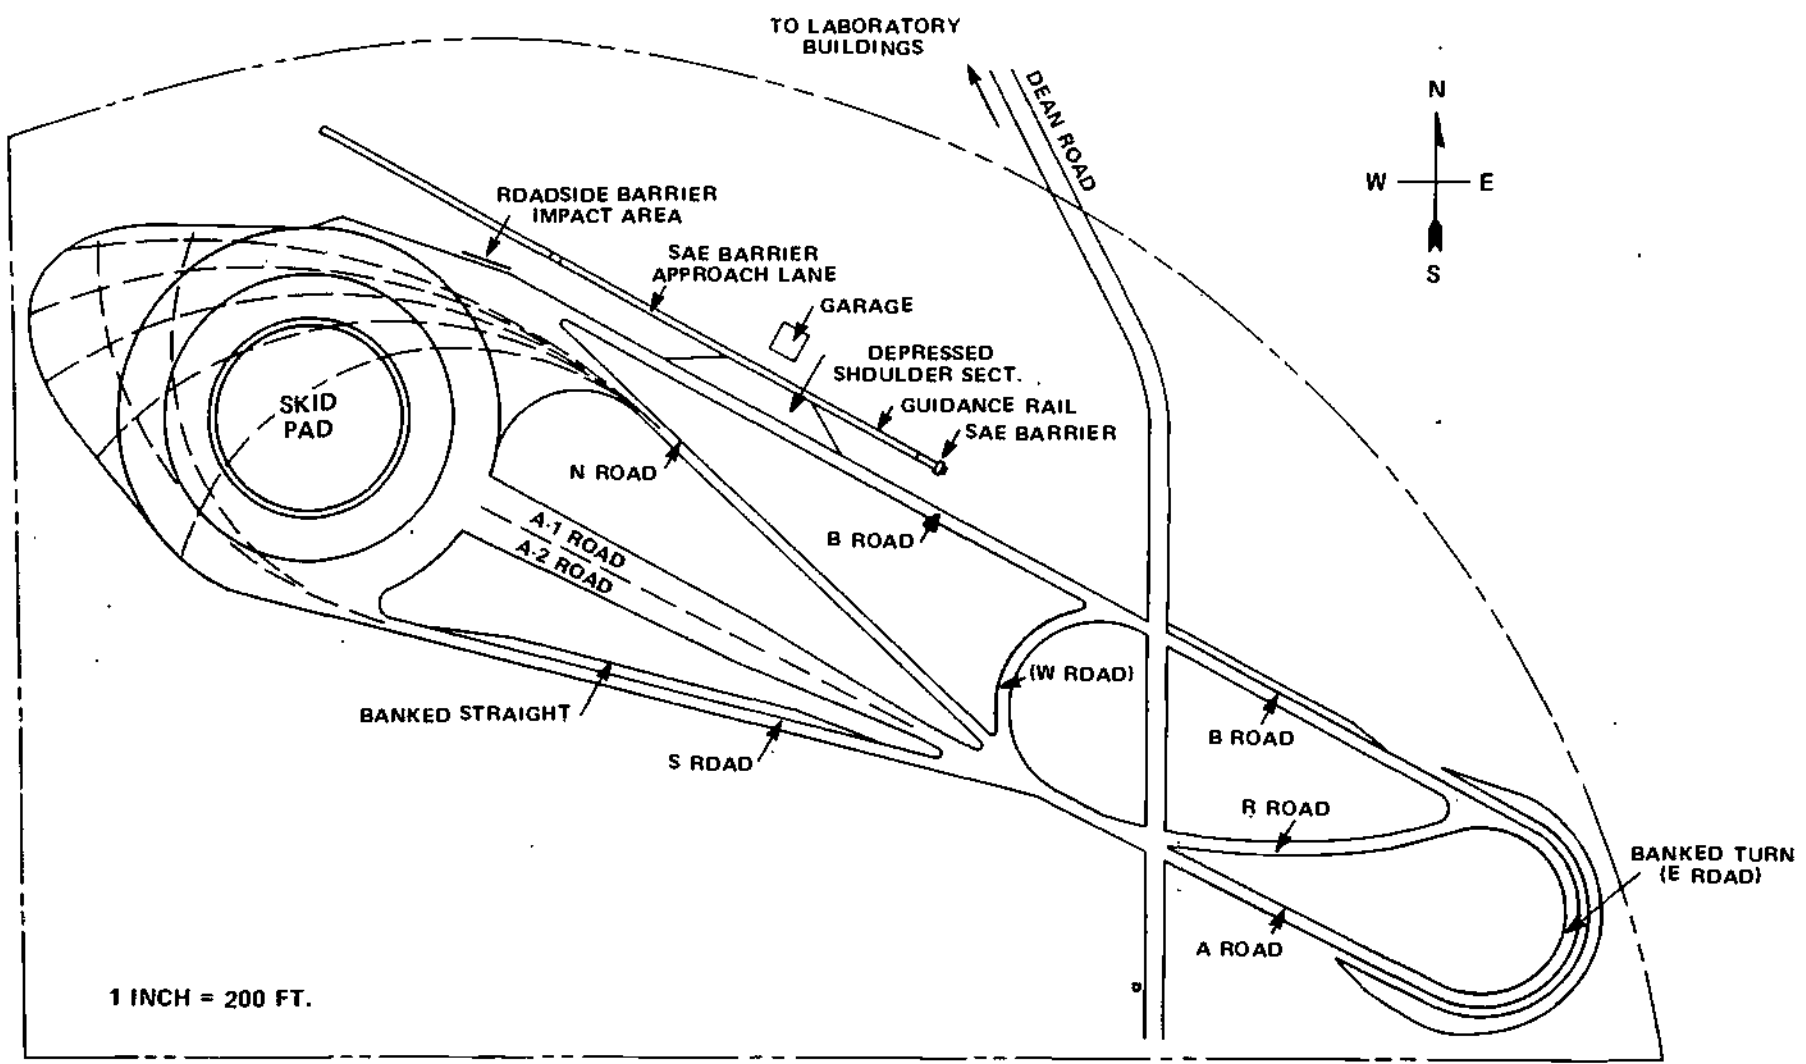 TO LABORATORY
BUILDINGS
DEAN ROAD
N
W E
S
ROADSIDE BARRIER
IMPACT AREA
SAE BARRIER
APPROACH LANE
GARAGE
DEPRESSED
SHOULDER SECT.
GUIDANCE RAIL
SAE BARRIER
SKID
PAD
N ROAD
A-1 ROAD
A-2 ROAD
B ROAD
(W ROAD)
BANKED STRAIGHT
S ROAD
B ROAD
R ROAD
BANKED TURN
(E ROAD)
A ROAD
1 INCH = 200 FT.